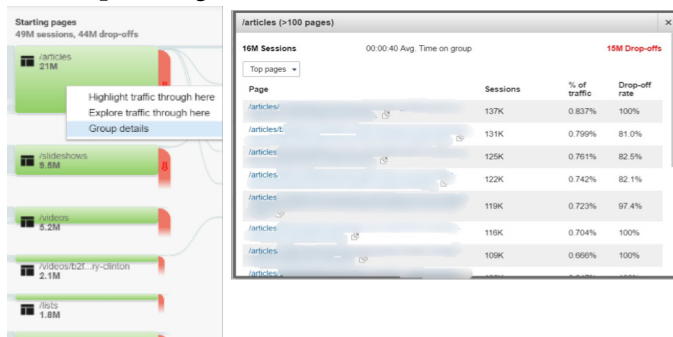 Starting pages
49M sessions, 44M drop-offs
/articles
21M
Highlight traffic through here
Explore traffic through here
Group details
/slideshows
5.5M
/videos
5.2M
/videos/b2f...ry-clinton
2.1M
/lists
1.8M
/articles (>100 pages)
16M Sessions 00:00:40 Avg. Time on group 15M Drop-offs
Top pages
Page Sessions % of traffic Drop-off rate
/articles/ 137K 0.837% 100%
/articles/ 131K 0.799% 81.0%
/articles 125K 0.761% 82.5%
/articles 122K 0.742% 82.1%
/articles 119K 0.723% 97.4%
/articles 116K 0.704% 100%
/articles 109K 0.666% 100%
/articles